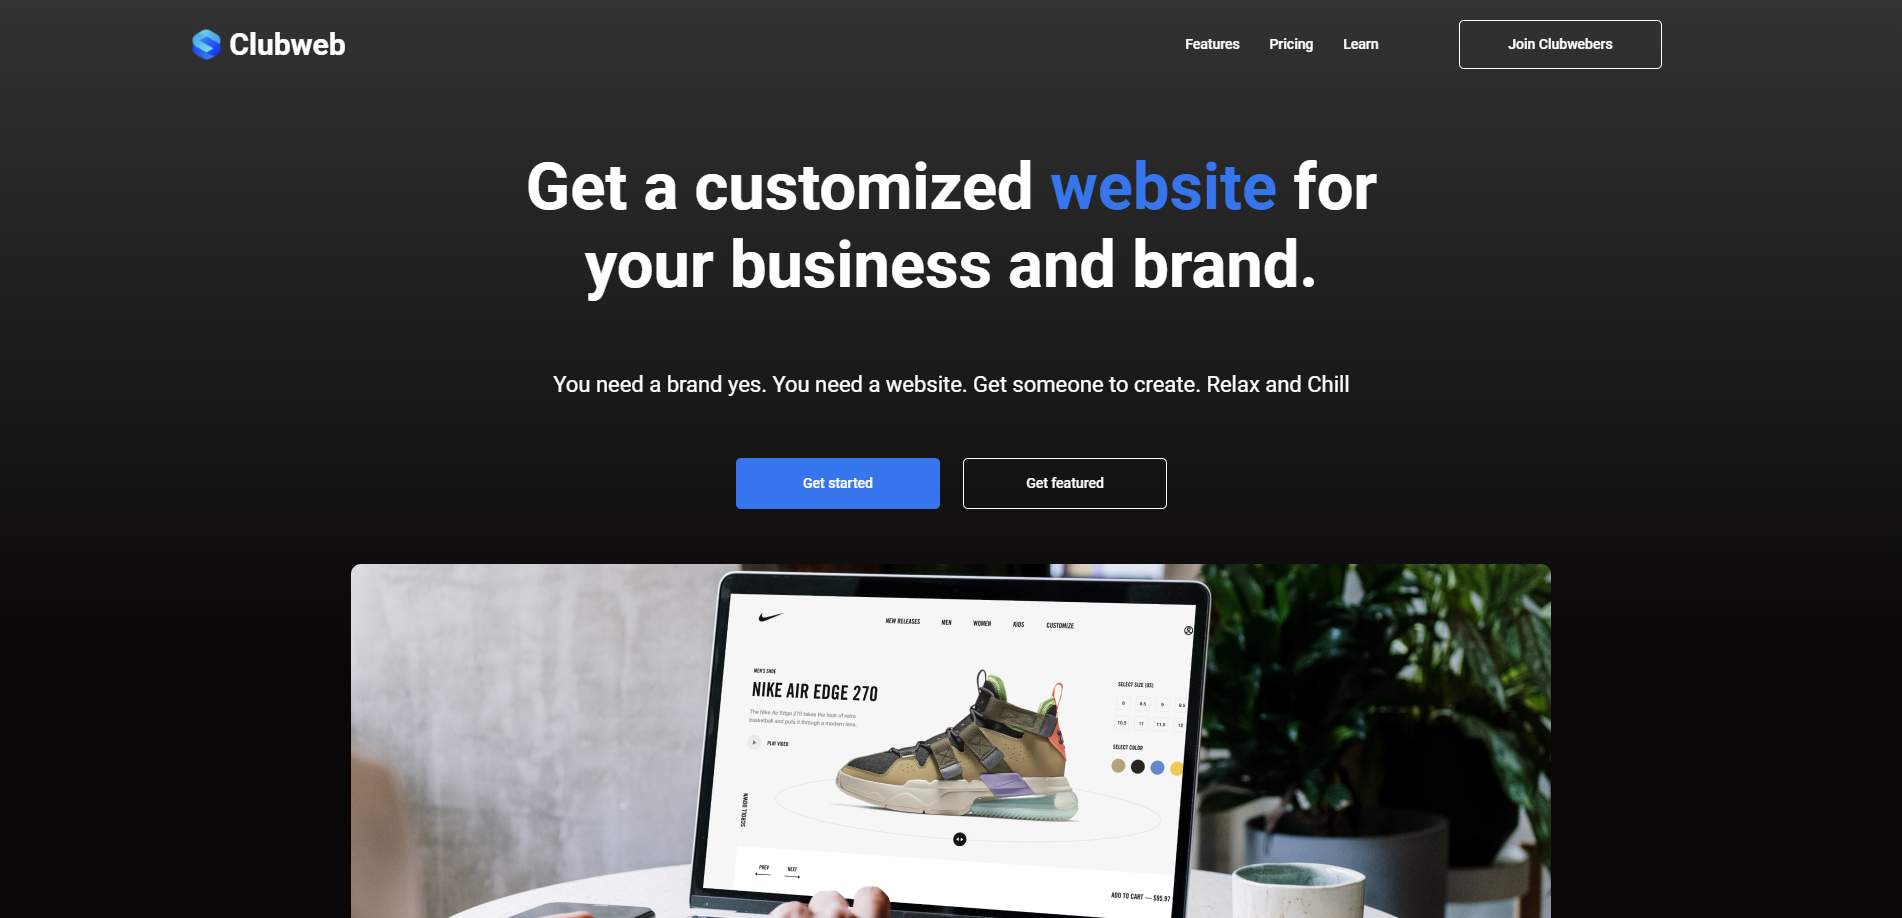 Clubweb
Features Pricing Learn Join Clubwebers
Get a customized website for
your business and brand.
You need a brand yes. You need a website. Get someone to create. Relax and Chill
Get started Get featured
NEW RELEASES MEN WOMEN KIDS CUSTOMIZE
MEN'S SHOE
NIKE AIR EDGE 270
The Nike Air Edge 270 takes the look of retro
basketball and puts it through a modern lens.
PLAY VIDEO
SELECT SIZE (US)
8 8.5 9 9.5
10.5 11 11.5 12
SELECT COLOR
SCROLL DOWN
PREV NEXT
ADD TO CART — $95.97